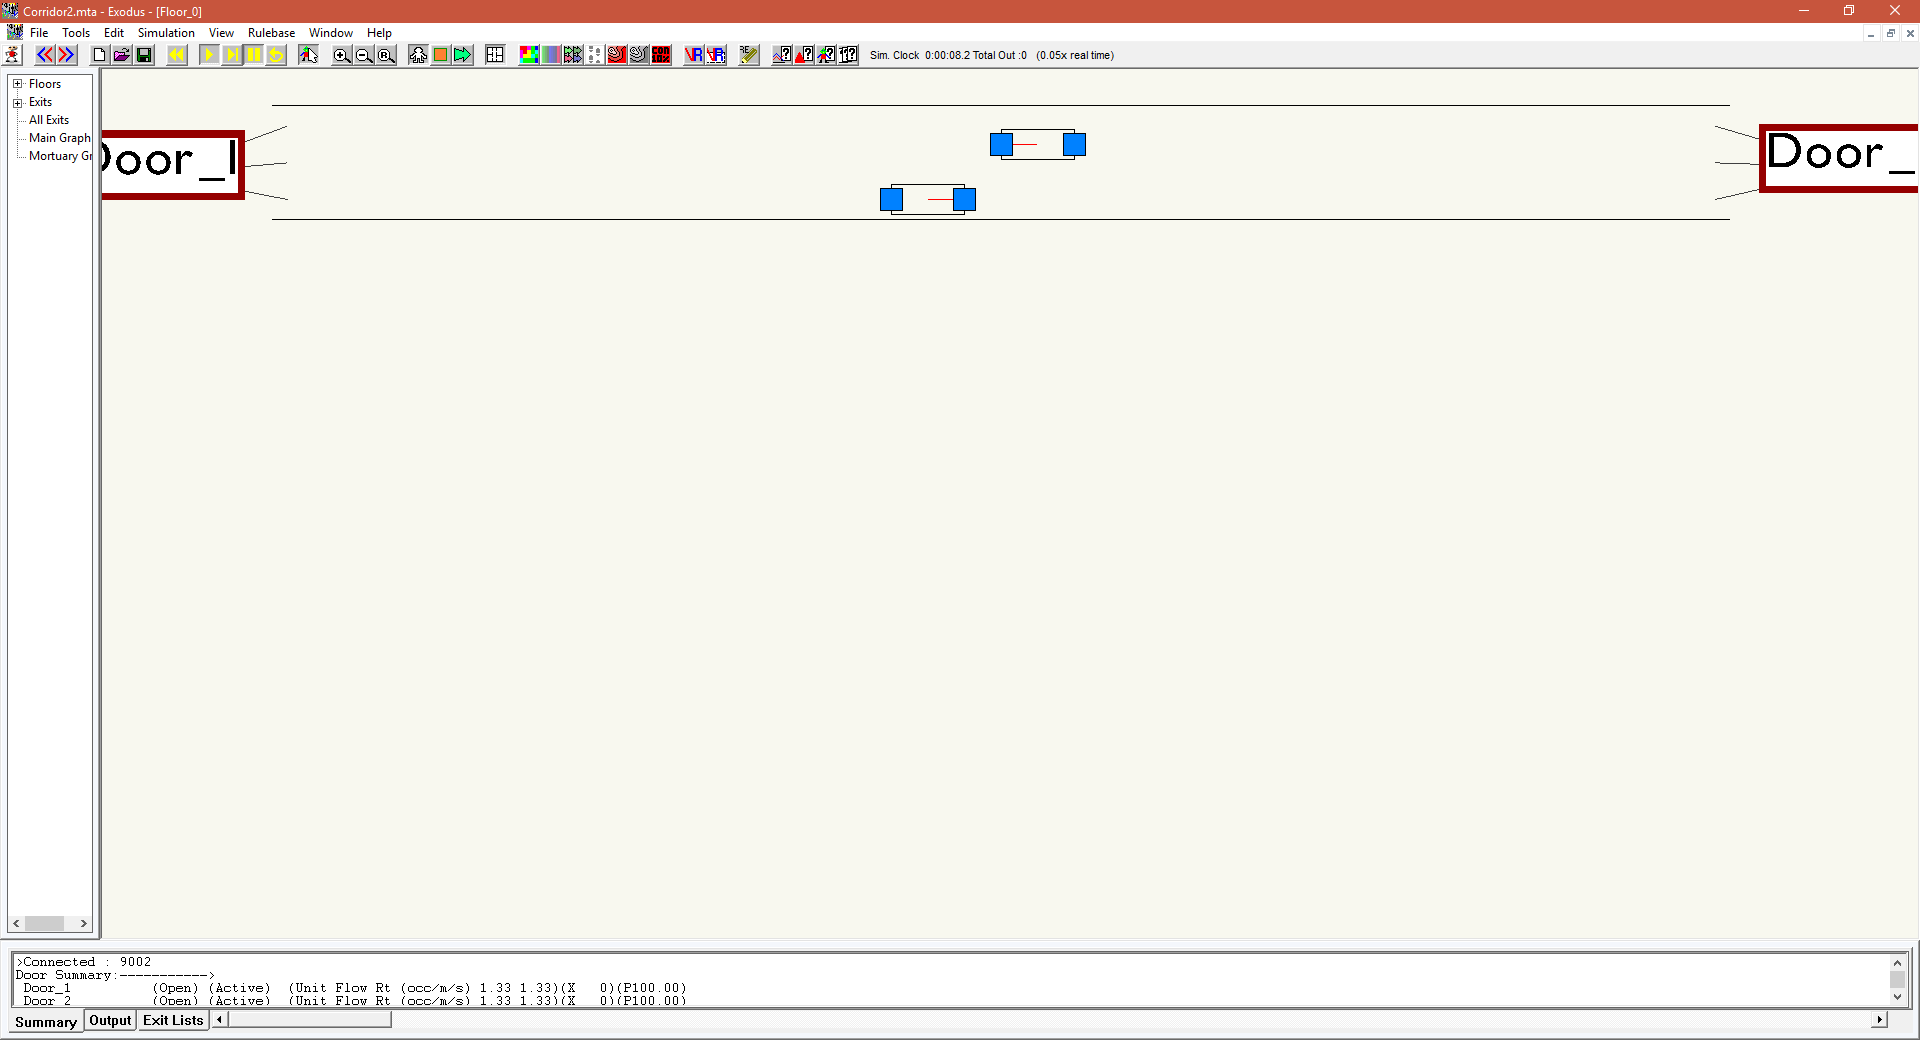 Corridor2.mta - Exodus - [Floor_0]
File Tools Edit Simulation View Rulebase Window Help
Sim. Clock 0:00:08.2 Total Out :0 (0.05x real time)
Floors
Exits
All Exits
Main Graph
Mortuary Gr
Door_1
Door_
>Connected : 9002
Door Summary:----------->
Door_1 (Open) (Active) (Unit Flow Rt (occ/m/s) 1.33 1.33)(X 0)(P100.00)
Door_2 (Open) (Active) (Unit Flow Rt (occ/m/s) 1.33 1.33)(X 0)(P100.00)
Summary Output Exit Lists